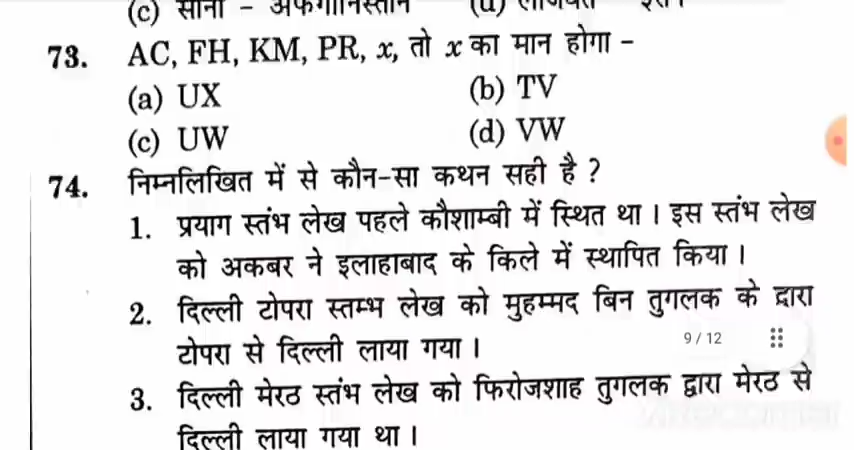 (c) सोना - अफगानिस्तान
73. AC, FH, KM, PR, x, तो x का मान होगा -
(a) UX (b) TV
(c) UW (d) VW
74. निम्नलिखित में से कौन-सा कथन सही है ?
1. प्रयाग स्तंभ लेख पहले कौशाम्बी में स्थित था । इस स्तंभ लेख
को अकबर ने इलाहाबाद के किले में स्थापित किया ।
2. दिल्ली टोपरा स्तम्भ लेख को मुहम्मद बिन तुगलक के द्वारा
टोपरा से दिल्ली लाया गया ।
9 / 12
3. दिल्ली मेरठ स्तंभ लेख को फिरोजशाह तुगलक द्वारा मेरठ से
दिल्ली लाया गया था ।